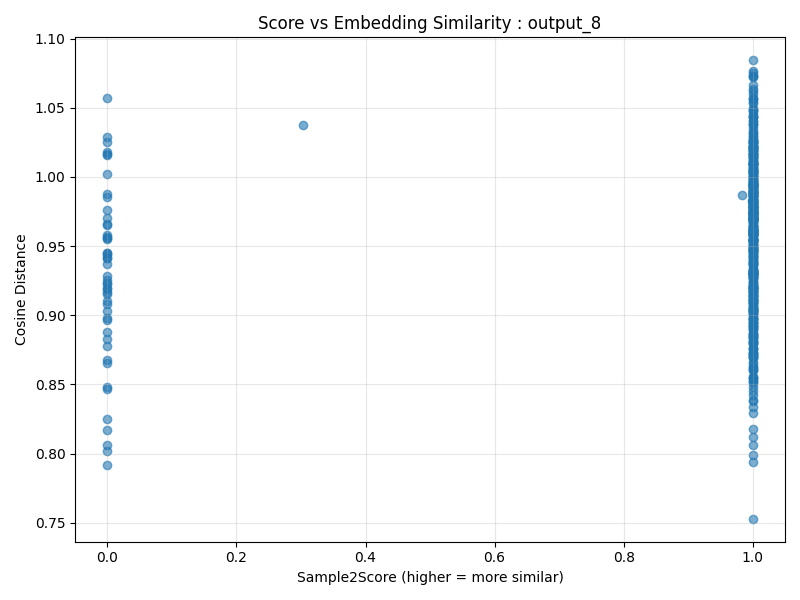 Score vs Embedding Similarity : output_8
1.10
1.05
1.00
0.95
0.90
0.85
0.80
0.75
Cosine Distance
0.0 0.2 0.4 0.6 0.8 1.0
Sample2Score (higher = more similar)